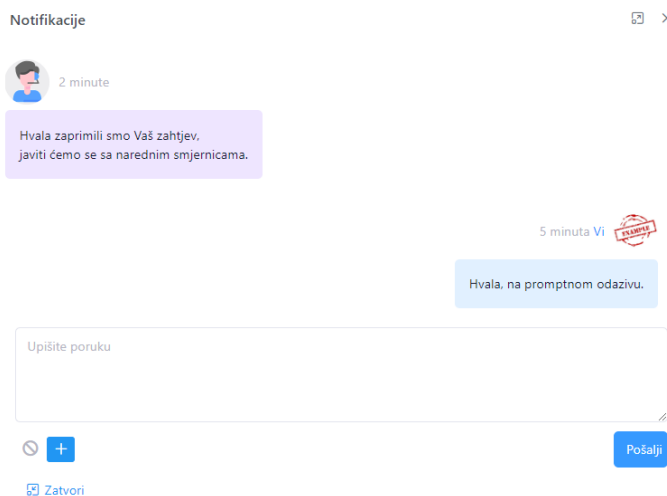 Notifikacije
2 minute
Hvala zaprimili smo Vaš zahtjev,
javiti ćemo se sa narednim smjernicama.
5 minuta Vi
EXAMPLE
Hvala, na promptnom odazivu.
Upišite poruku
Pošalji
Zatvori